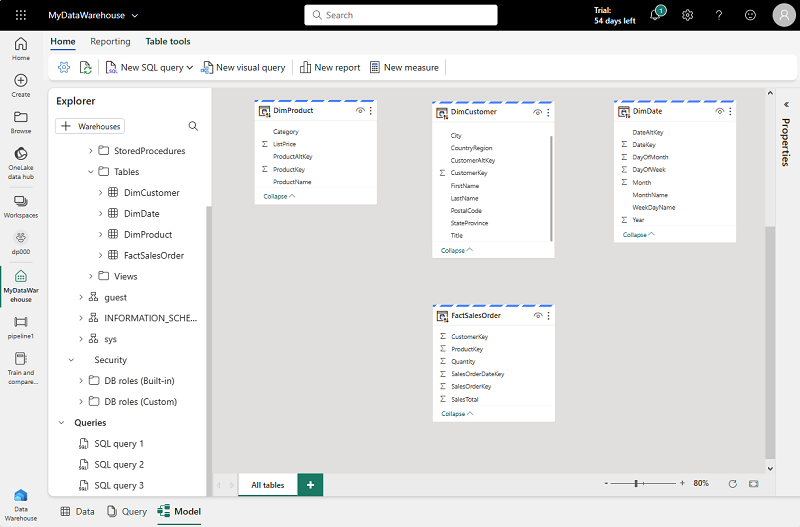 MyDataWarehouse
Search
Trial:
54 days left
1
Home
Reporting
Table tools
New SQL query
New visual query
New report
New measure
Home
Create
Browse
OneLake
data hub
Workspaces
dp000
MyDataWar
ehouse
pipeline1
Train and
compare...
Data
Warehouse
Explorer
Warehouses
StoredProcedures
Tables
DimCustomer
DimDate
DimProduct
FactSalesOrder
Views
guest
INFORMATION_SCHE...
sys
Security
DB roles (Built-in)
DB roles (Custom)
Queries
SQL query 1
SQL query 2
SQL query 3
DimProduct
Category
ListPrice
ProductAltKey
ProductKey
ProductName
Collapse
DimCustomer
City
CountryRegion
CustomerAltKey
CustomerKey
FirstName
LastName
PostalCode
StateProvince
Title
Collapse
DimDate
DateAltKey
DateKey
DayOfMonth
DayOfWeek
Month
MonthName
WeekDayName
Year
Collapse
FactSalesOrder
CustomerKey
ProductKey
Quantity
SalesOrderDateKey
SalesOrderKey
SalesTotal
Collapse
Properties
All tables
80%
Data
Query
Model